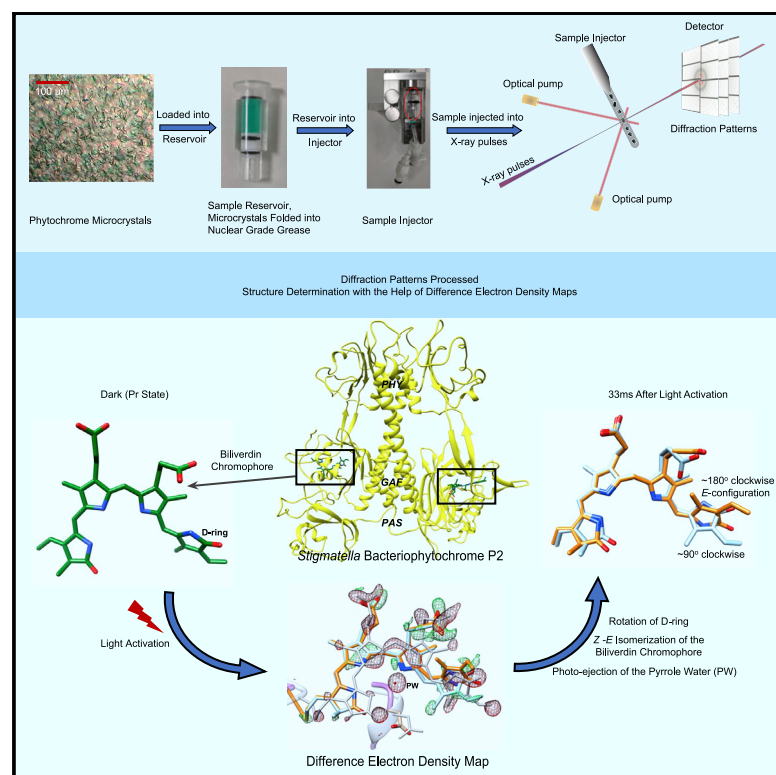 Sample Injector
Detector
100 μm
Optical pump
Loaded into
Reservoir
Reservoir into
Injector
Sample injected into
X-ray pulses
Diffraction Patterns
X-ray pulses
Optical pump
Phytochrome Microcrystals
Sample Reservoir,
Microcrystals Folded into
Nuclear Grade Grease
Sample Injector
Diffraction Patterns Processed
Structure Determination with the Help of Difference Electron Density Maps
Dark (Pr State)
PHY
33ms After Light Activation
Biliverdin
Chromophore
GAF
~180° clockwise
E-configuration
D-ring
PAS
~90° clockwise
Stigmatella Bacteriophytochrome P2
Light Activation
Rotation of D-ring
Z -E Isomerization of the
Biliverdin Chromophore
Photo-ejection of the Pyrrole Water (PW)
PW
Difference Electron Density Map